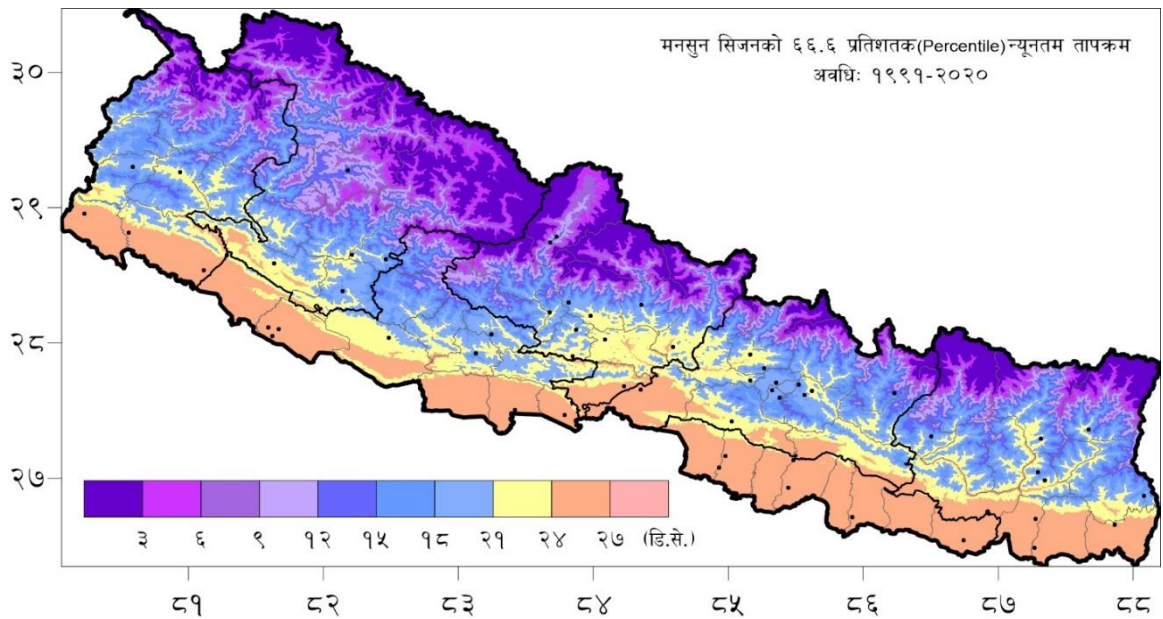 मनसुन सिजनको ६६.६ प्रतिशतक(Percentile) न्यूनतम तापक्रम
अवधिः १९९१-२०२०
३०
२९
२८
२७
३ ६ ९ १२ १५ १८ २१ २४ २७ (डि.से.)
८१ ८२ ८३ ८४ ८५ ८६ ८७ ८८